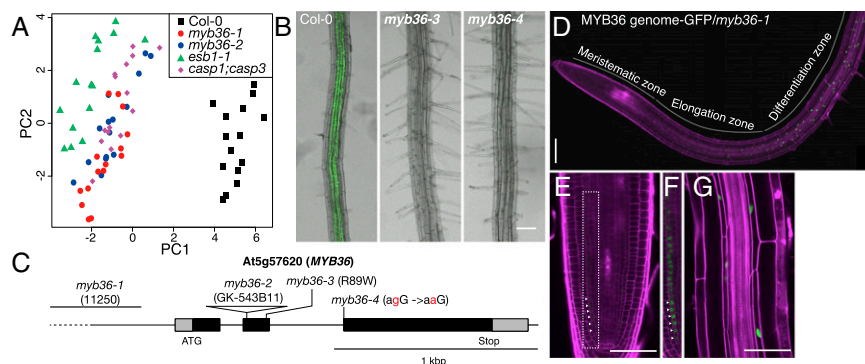 A
4
2
0
-2
PC2
-2
0
2
4
6
PC1
Col-0
myb36-1
myb36-2
esb1-1
casp1;casp3
B
Col-0
myb36-3
myb36-4
C
At5g57620 (MYB36)
myb36-1
(11250)
myb36-2
(GK-543B11)
myb36-3 (R89W)
myb36-4 (agG ->aaG)
ATG
Stop
1 kbp
D
MYB36 genome-GFP/myb36-1
Meristematic zone
Elongation zone
Differentiation zone
E
F
G